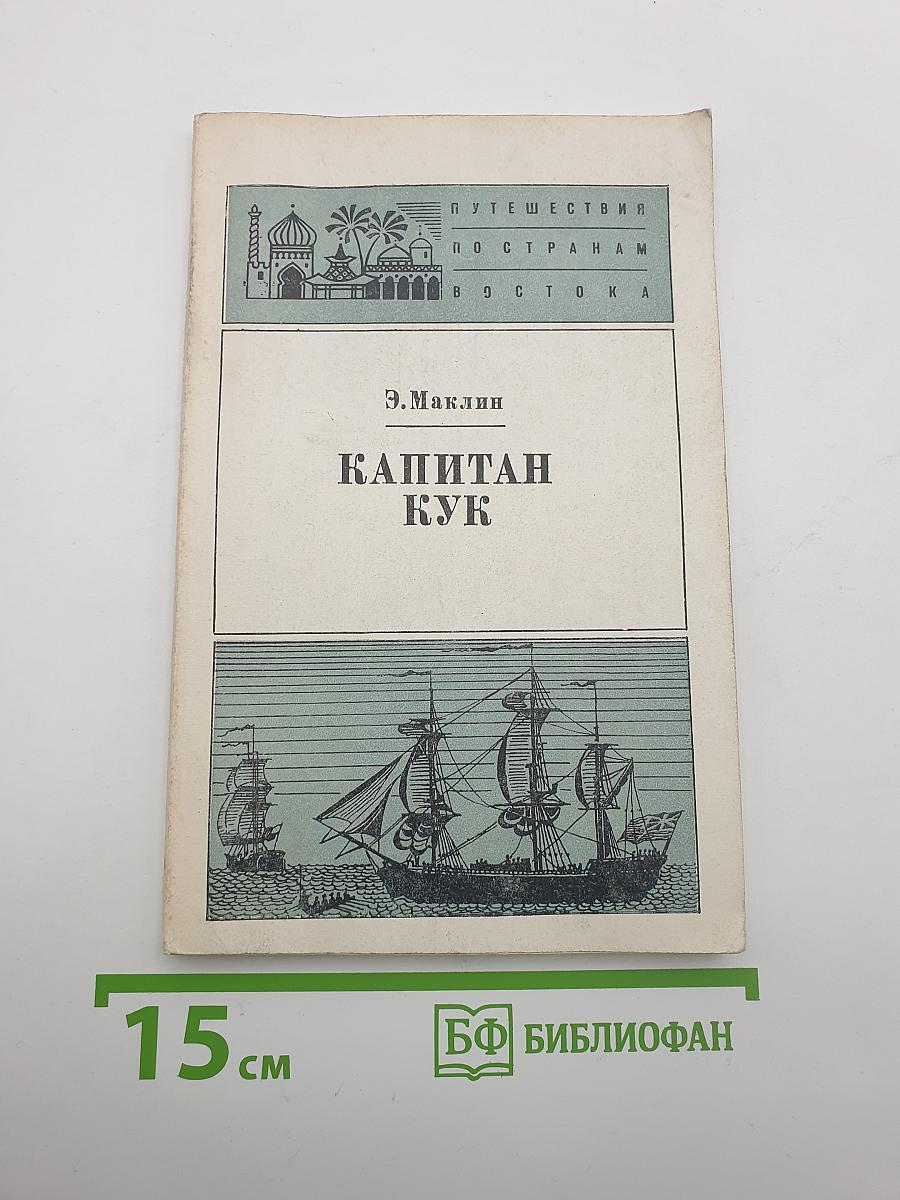 ПУТЕШЕСТВИЯ
ПО СТРАНАМ
ВОСТОКА
Э. Маклин
КАПИТАН
КУК
15 см
БФ БИБЛИОФАН